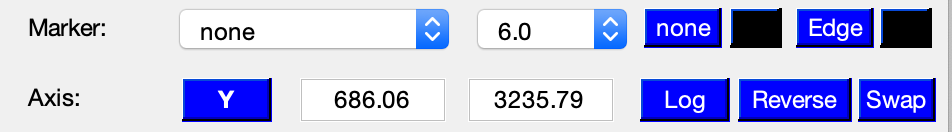 Marker: none 6.0 none Edge
Axis: Y 686.06 3235.79 Log Reverse Swap